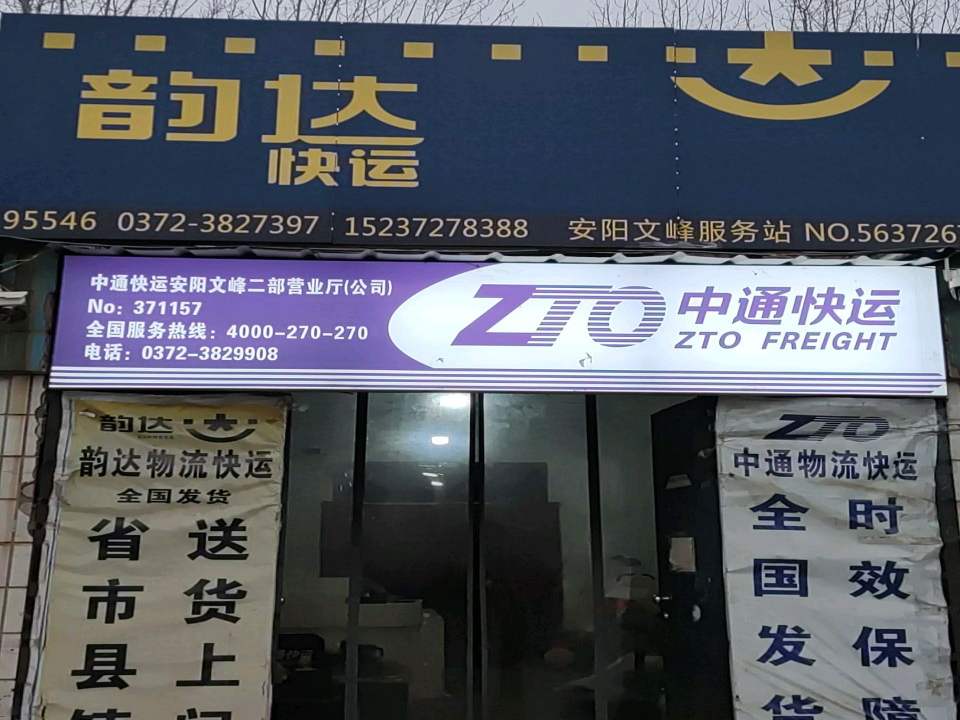 韵达
快运
95546 0372-3827397 15237278388 安阳文峰服务站 NO.563726
中通快运安阳文峰二部营业厅(公司)
No: 371157
全国服务热线: 4000-270-270
电话: 0372-3829908
ZTO 中通快运
ZTO FREIGHT
韵达
韵达物流快运
全国发货
省市县镇
送货上门
ZTO
中通物流快运
全国发货
时效保障